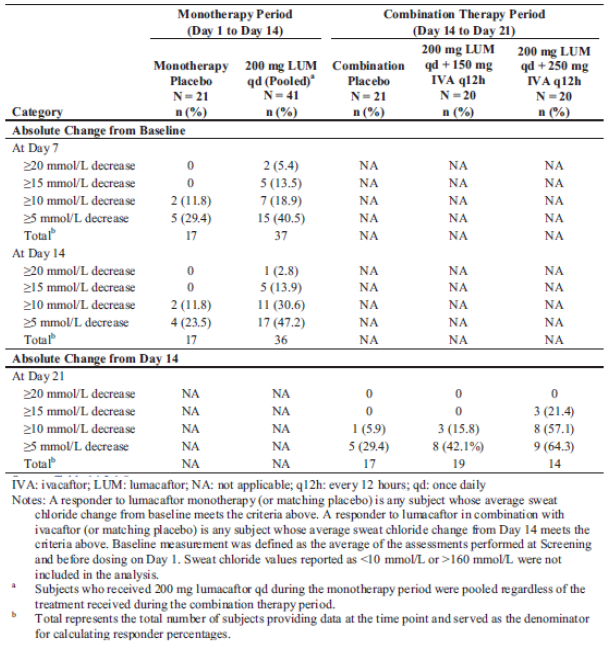 Monotherapy Period Combination Therapy Period
(Day 1 to Day 14) (Day 14 to Day 21)
200 mg LUM 200 mg LUM
Monotherapy 200 mg LUM Combination qd + 150 mg qd + 250 mg
Placebo qd (Pooled)a Placebo IVA q12h IVA q12h
N = 21 N = 41 N = 21 N = 20 N = 20
Category n (%) n (%) n (%) n (%) n (%)
Absolute Change from Baseline
At Day 7
≥20 mmol/L decrease 0 2 (5.4) NA NA NA
≥15 mmol/L decrease 0 5 (13.5) NA NA NA
≥10 mmol/L decrease 2 (11.8) 7 (18.9) NA NA NA
≥5 mmol/L decrease 5 (29.4) 15 (40.5) NA NA NA
Totalb 17 37 NA NA NA
At Day 14
≥20 mmol/L decrease 0 1 (2.8) NA NA NA
≥15 mmol/L decrease 0 5 (13.9) NA NA NA
≥10 mmol/L decrease 2 (11.8) 11 (30.6) NA NA NA
≥5 mmol/L decrease 4 (23.5) 17 (47.2) NA NA NA
Totalb 17 36 NA NA NA
Absolute Change from Day 14
At Day 21
≥20 mmol/L decrease NA NA 0 0 0
≥15 mmol/L decrease NA NA 0 0 3 (21.4)
≥10 mmol/L decrease NA NA 1 (5.9) 3 (15.8) 8 (57.1)
≥5 mmol/L decrease NA NA 5 (29.4) 8 (42.1%) 9 (64.3)
Totalb NA NA 17 19 14
IVA: ivacaftor; LUM: lumacaftor; NA: not applicable; q12h: every 12 hours; qd: once daily
Notes: A responder to lumacaftor monotherapy (or matching placebo) is any subject whose average sweat
chloride change from baseline meets the criteria above. A responder to lumacaftor in combination with
ivacaftor (or matching placebo) is any subject whose average sweat chloride change from Day 14 meets the
criteria above. Baseline measurement was defined as the average of the assessments performed at Screening
and before dosing on Day 1. Sweat chloride values reported as <10 mmol/L or >160 mmol/L were not
included in the analysis.
a Subjects who received 200 mg lumacaftor qd during the monotherapy period were pooled regardless of the
treatment received during the combination therapy period.
b Total represents the total number of subjects providing data at the time point and served as the denominator
for calculating responder percentages.